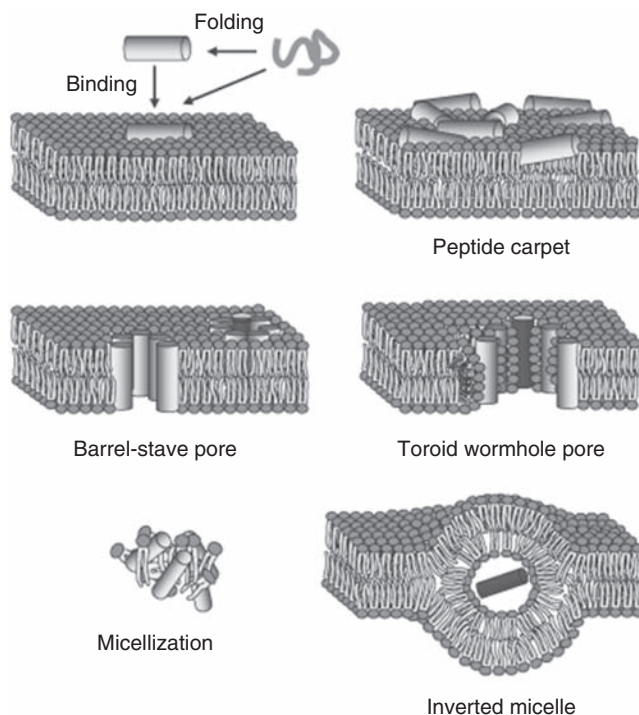 Folding
Binding
Peptide carpet
Barrel-stave pore
Toroid wormhole pore
Micellization
Inverted micelle